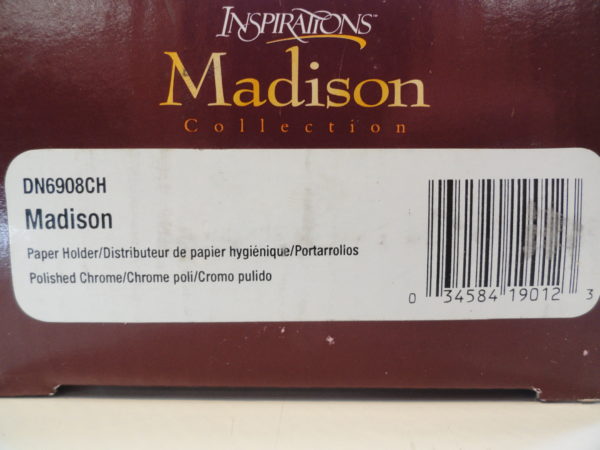 INSPIRATIONS™
Madison
Collection
DN6908CH
Madison
Paper Holder/Distributeur de papier hygiénique/Portarrollos
Polished Chrome/Chrome poli/Cromo pulido
0 34584 19012 3